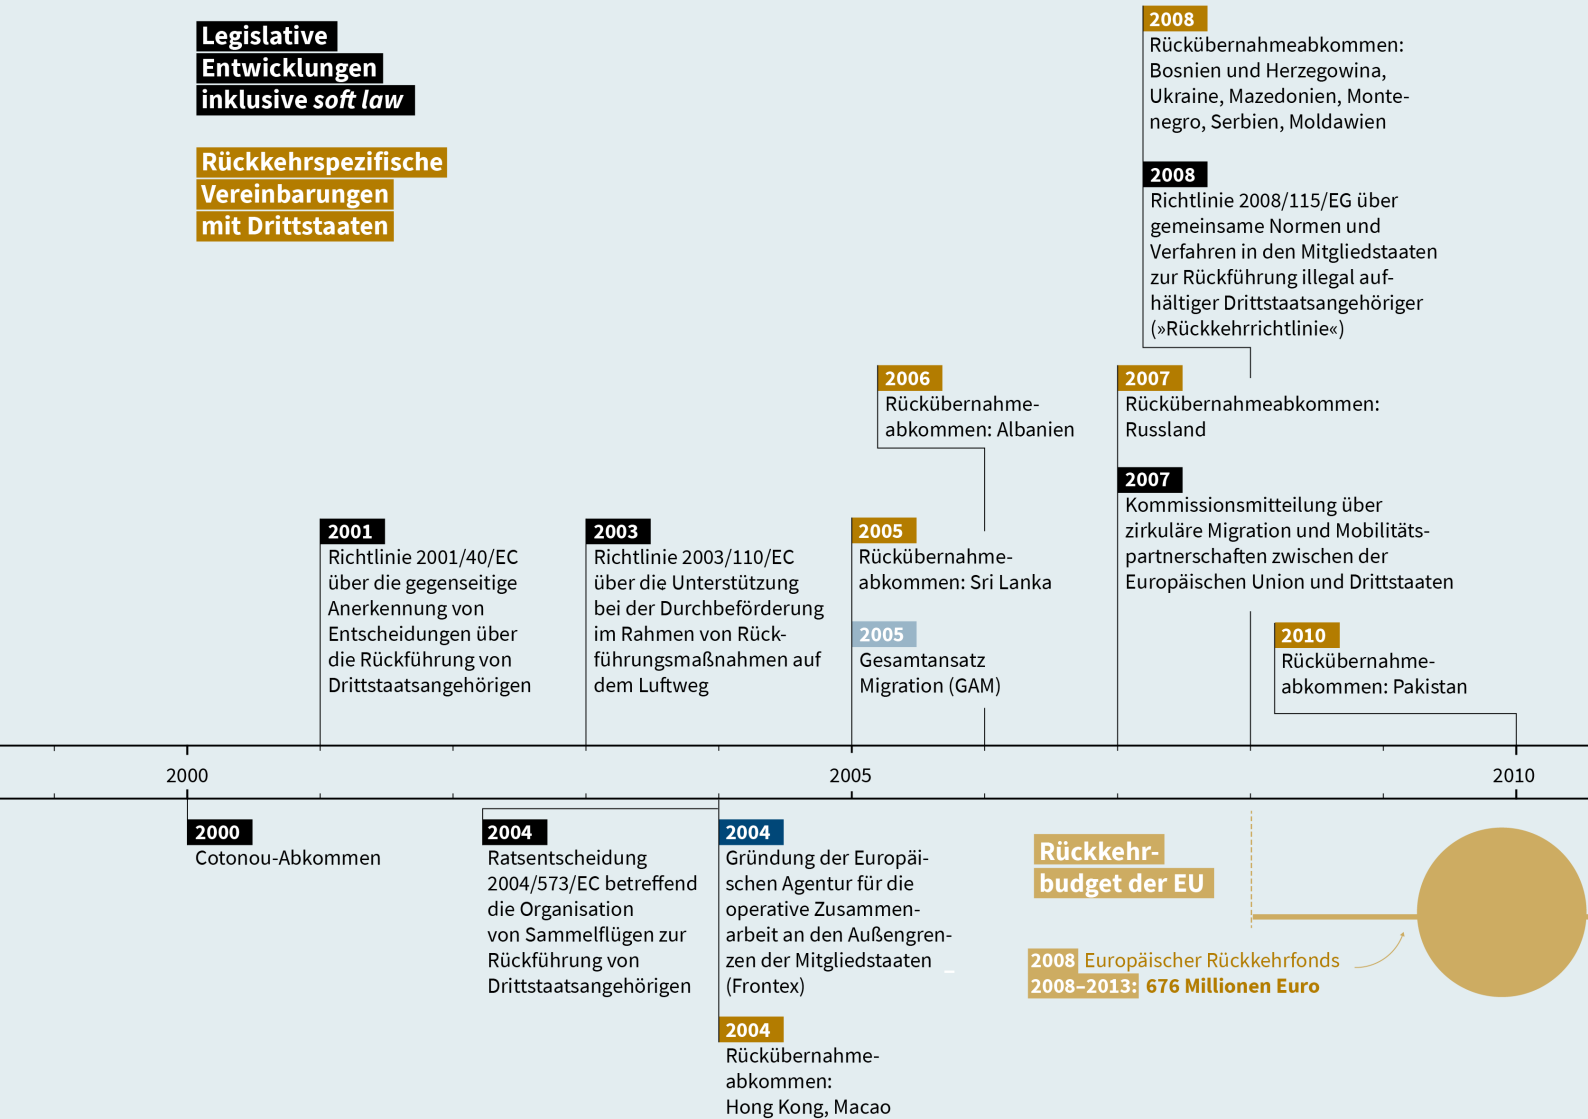 Legislative
Entwicklungen
inklusive soft law
Rückkehrspezifische
Vereinbarungen
mit Drittstaaten
2008
Rückübernahmeabkommen:
Bosnien und Herzegowina,
Ukraine, Mazedonien, Monte-
negro, Serbien, Moldawien
2008
Richtlinie 2008/115/EG über
gemeinsame Normen und
Verfahren in den Mitgliedstaaten
zur Rückführung illegal auf-
hältiger Drittstaatsangehöriger
(»Rückkehrrichtlinie«)
2006
Rückübernahme-
abkommen: Albanien
2007
Rückübernahmeabkommen:
Russland
2007
Kommissionsmitteilung über
zirkuläre Migration und Mobilitäts-
partnerschaften zwischen der
Europäischen Union und Drittstaaten
2001
Richtlinie 2001/40/EC
über die gegenseitige
Anerkennung von
Entscheidungen über
die Rückführung von
Drittstaatsangehörigen
2003
Richtlinie 2003/110/EC
über die Unterstützung
bei der Durchbeförderung
im Rahmen von Rück-
führungsmaßnahmen auf
dem Luftweg
2005
Rückübernahme-
abkommen: Sri Lanka
2005
Gesamtansatz
Migration (GAM)
2010
Rückübernahme-
abkommen: Pakistan
2000
2005
2010
2000
Cotonou-Abkommen
2004
Ratsentscheidung
2004/573/EC betreffend
die Organisation
von Sammelflügen zur
Rückführung von
Drittstaatsangehörigen
2004
Gründung der Europäi-
schen Agentur für die
operative Zusammen-
arbeit an den Außengren-
zen der Mitgliedstaaten
(Frontex)
2004
Rückübernahme-
abkommen:
Hong Kong, Macao
Rückkehr-
budget der EU
2008 Europäischer Rückkehrfonds
2008–2013: 676 Millionen Euro